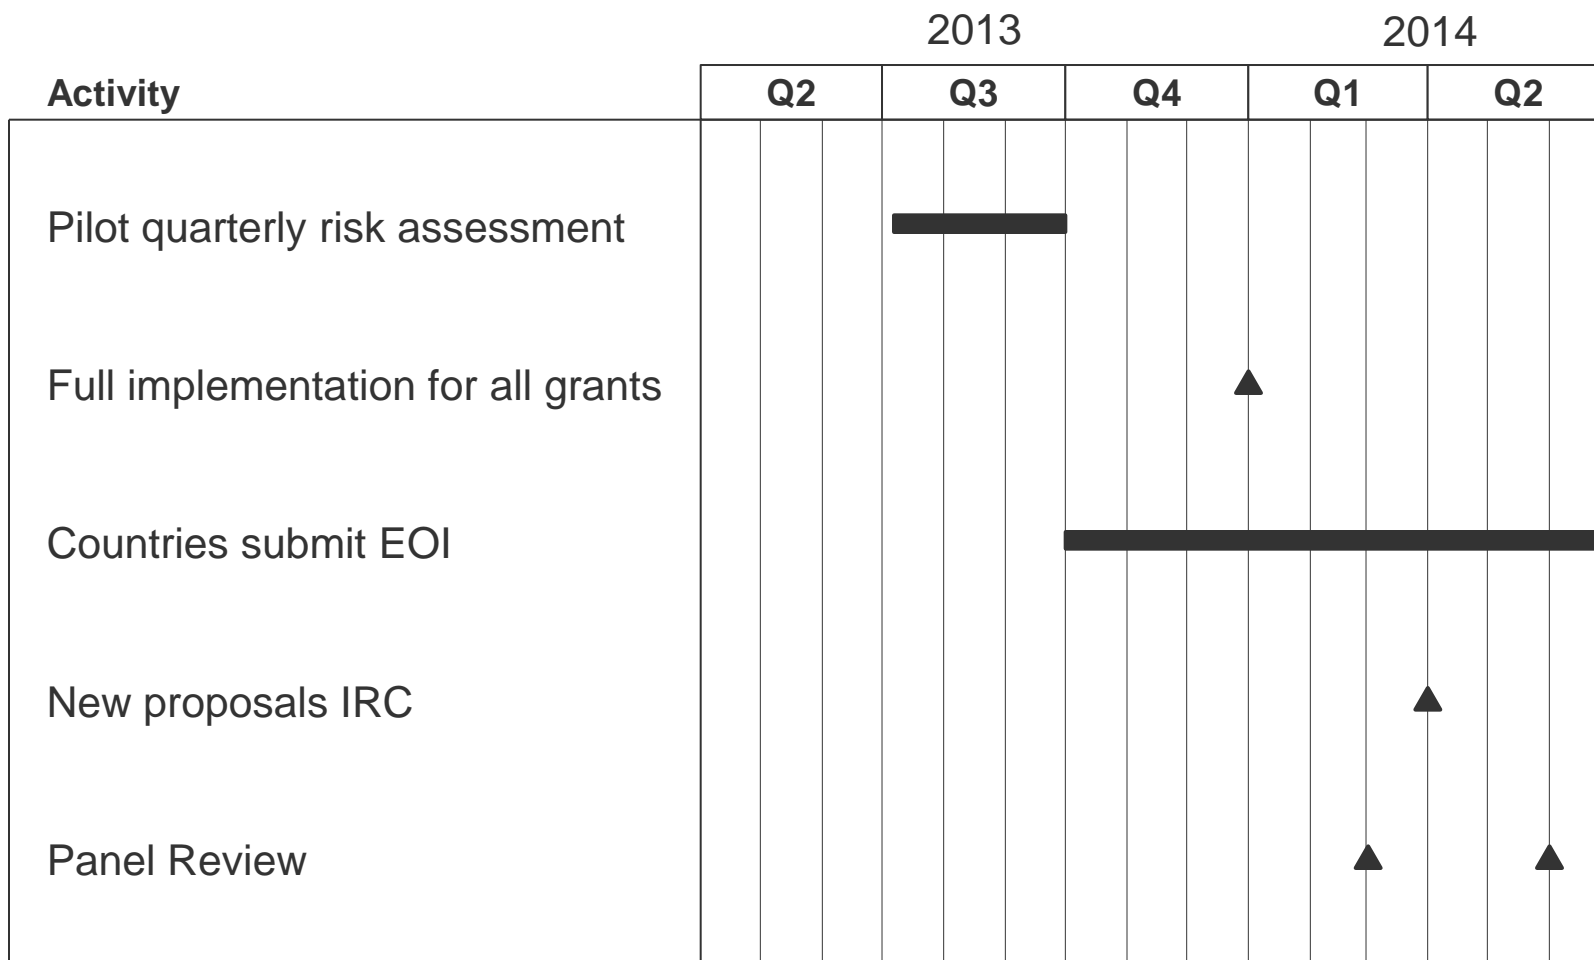 2013 2014
Activity Q2 Q3 Q4 Q1 Q2
Pilot quarterly risk assessment
Full implementation for all grants
Countries submit EOI
New proposals IRC
Panel Review